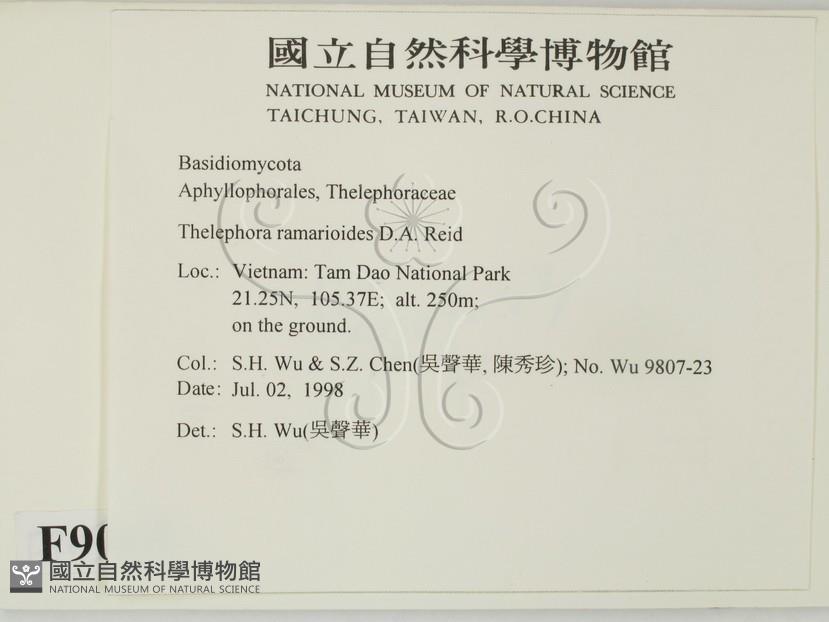 國立自然科學博物館
NATIONAL MUSEUM OF NATURAL SCIENCE
TAICHUNG, TAIWAN, R.O.CHINA
Basidiomycota
Aphyllophorales, Thelephoraceae
Thelephora ramarioides D.A. Reid
Loc.: Vietnam: Tam Dao National Park
21.25N, 105.37E; alt. 250m;
on the ground.
Col.: S.H. Wu & S.Z. Chen(吳聲華, 陳秀珍); No. Wu 9807-23
Date: Jul. 02, 1998
Det.: S.H. Wu(吳聲華)
國立自然科學博物館
NATIONAL MUSEUM OF NATURAL SCIENCE